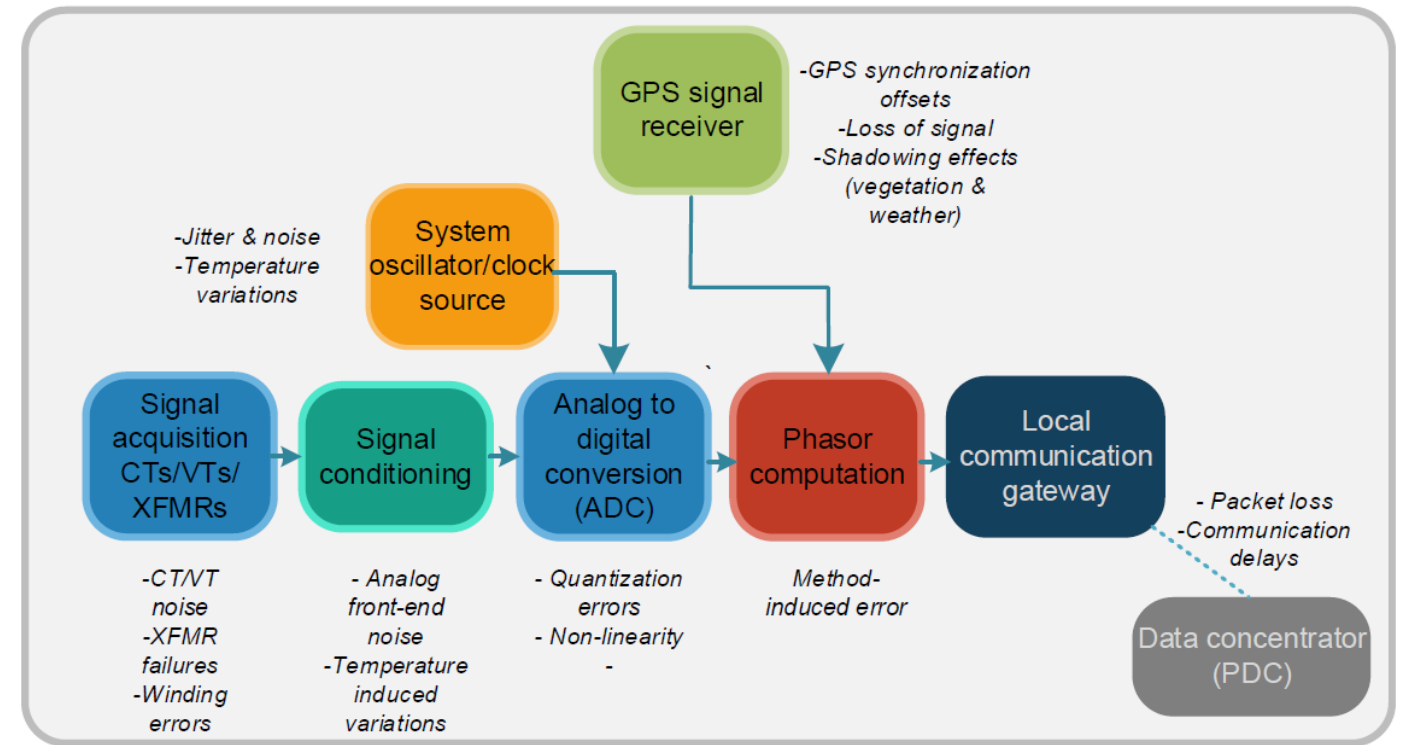 GPS signal
receiver
-GPS synchronization
offsets
-Loss of signal
-Shadowing effects
(vegetation &
weather)
-Jitter & noise
-Temperature
variations
System
oscillator/clock
source
Signal
acquisition
CTs/VTs/
XFMRs
Signal
conditioning
Analog to
digital
conversion
(ADC)
`
Phasor
computation
Local
communication
gateway
- Packet loss
-Communication
delays
Data concentrator
(PDC)
-CT/VT
noise
-XFMR
failures
-Winding
errors
- Analog
front-end
noise
-Temperature
induced
variations
- Quantization
errors
- Non-linearity
-
Method-
induced error